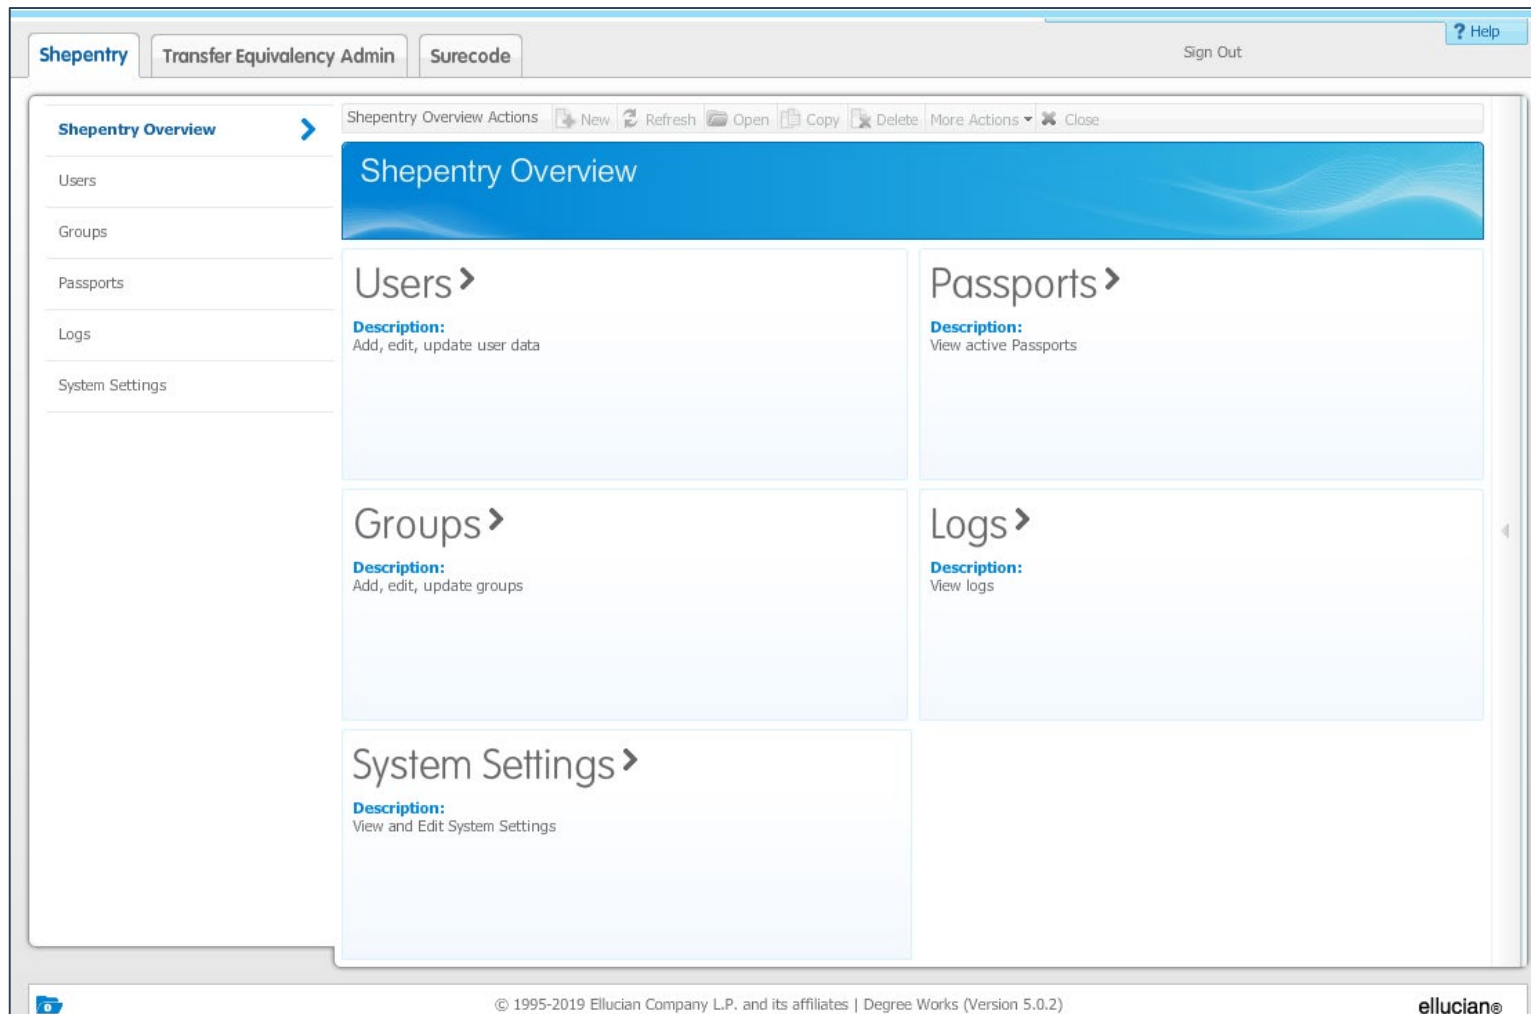 ? Help
Shepentry Transfer Equivalency Admin Surecode Sign Out
Shepentry Overview
Users
Groups
Passports
Logs
System Settings
Shepentry Overview Actions New Refresh Open Copy Delete More Actions Close
Shepentry Overview
Users
Description:
Add, edit, update user data
Passports
Description:
View active Passports
Groups
Description:
Add, edit, update groups
Logs
Description:
View logs
System Settings
Description:
View and Edit System Settings
© 1995-2019 Ellucian Company L.P. and its affiliates | Degree Works (Version 5.0.2)
ellucian®